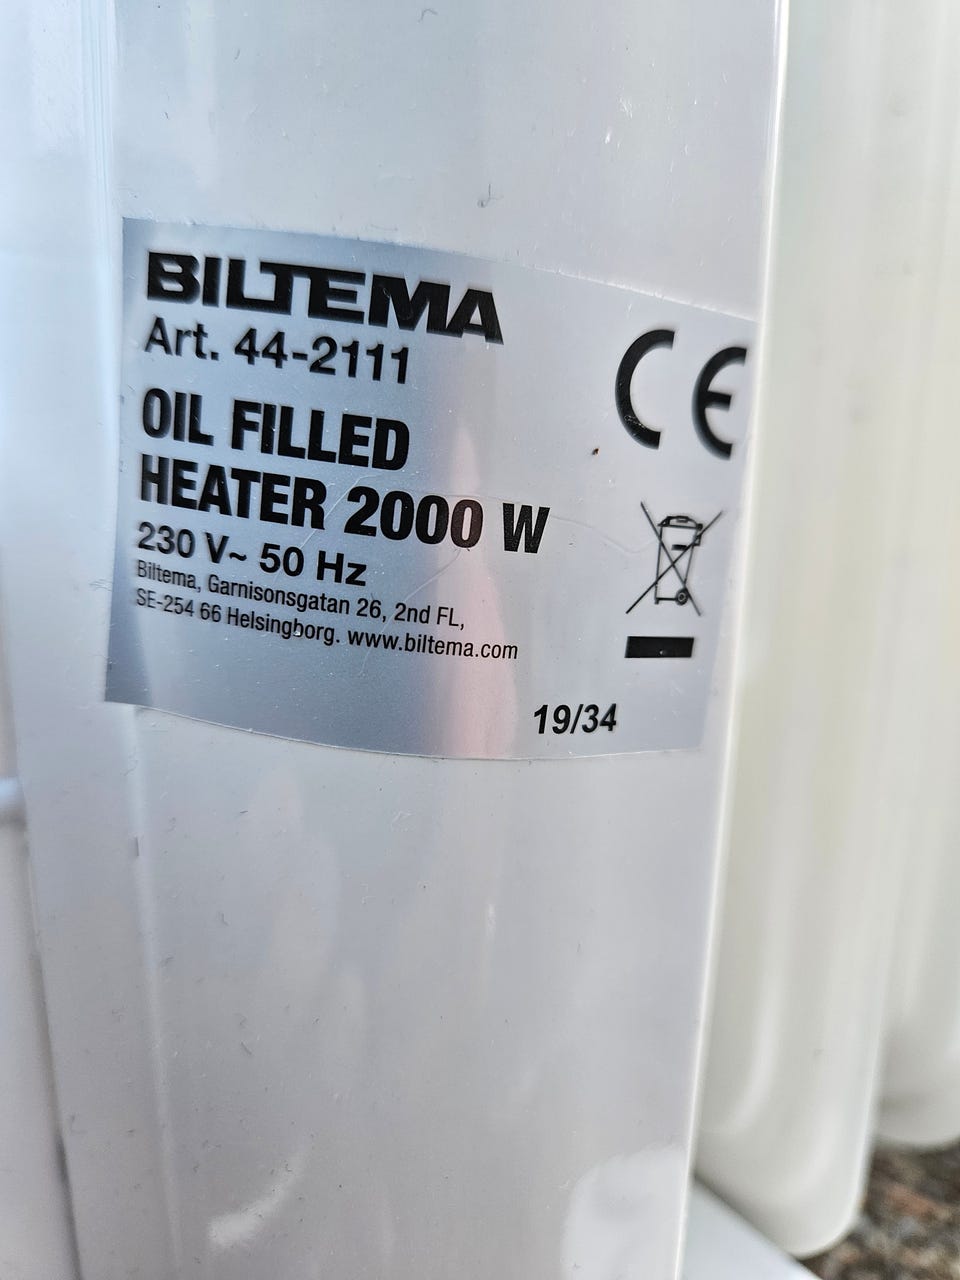 BILTEMA
Art. 44-2111
OIL FILLED
HEATER 2000 W
230 V~ 50 Hz
Biltema, Garnisonsgatan 26, 2nd FL,
SE-254 66 Helsingborg. www.biltema.com
CE
19/34